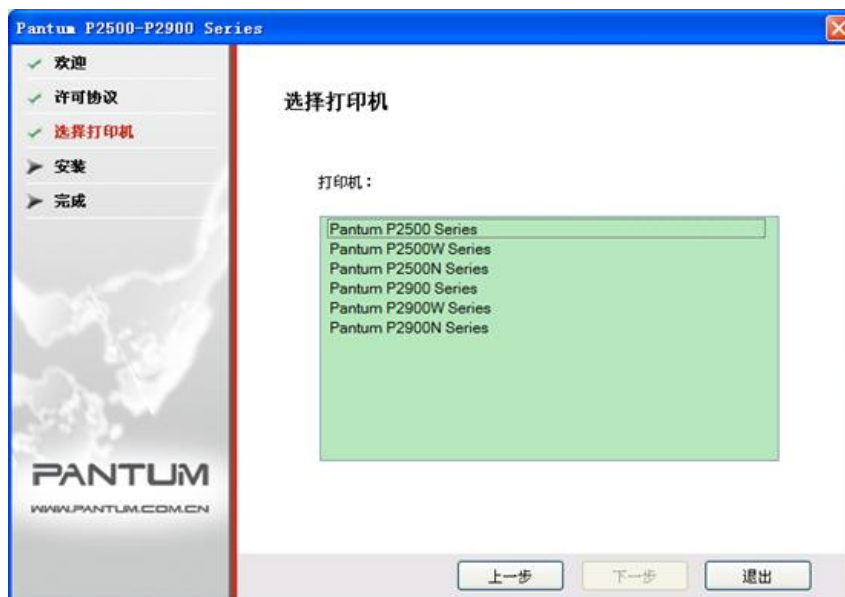 Pantum P2500-P2900 Series
欢迎
许可协议
选择打印机
安装
完成
选择打印机
打印机：
Pantum P2500 Series
Pantum P2500W Series
Pantum P2500N Series
Pantum P2900 Series
Pantum P2900W Series
Pantum P2900N Series
PANTUM
WWW.PANTUM.COM.CN
上一步
下一步
退出